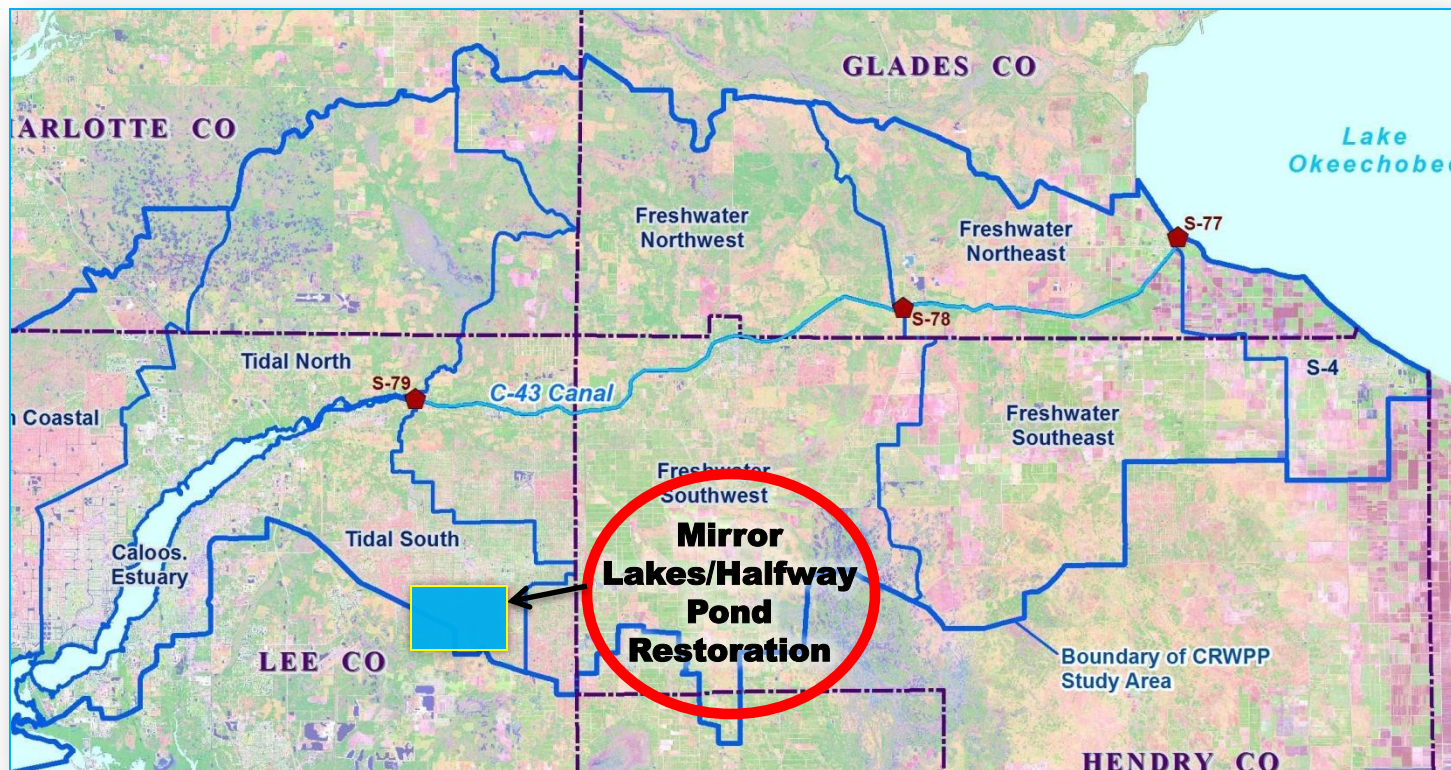 GLADES CO
HARLOTTE CO
Lake
Okeechobee
Freshwater
Northwest
Freshwater
Northeast
S-77
S-78
Tidal North
S-79
C-43 Canal
S-4
n Coastal
Freshwater
Southeast
Freshwater
Southwest
Mirror
Lakes/Halfway
Pond
Restoration
Tidal South
Caloos.
Estuary
LEE CO
Boundary of CRWPP
Study Area
HENDRY CO